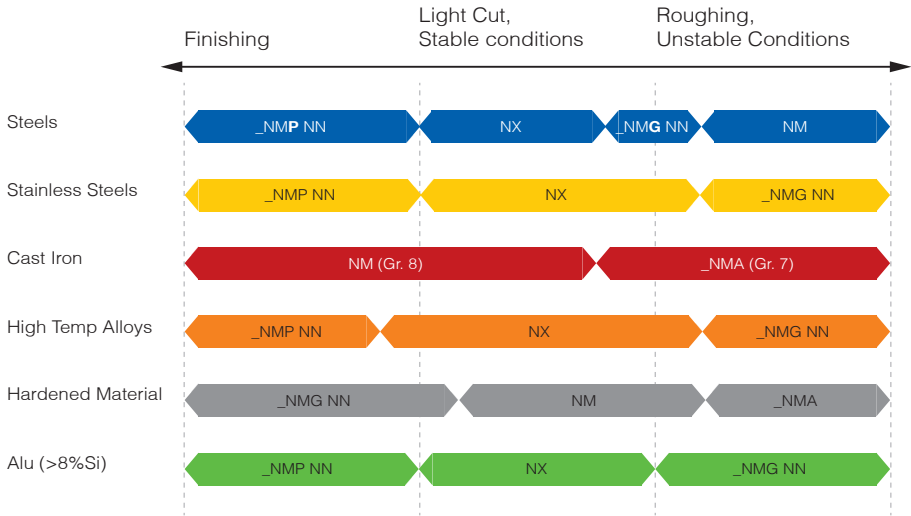 Finishing
Light Cut,
Stable conditions
Roughing,
Unstable Conditions
Steels
_NMP NN
NX
_NMG NN
NM
Stainless Steels
_NMP NN
NX
_NMG NN
Cast Iron
NM (Gr. 8)
_NMA (Gr. 7)
High Temp Alloys
_NMP NN
NX
_NMG NN
Hardened Material
_NMG NN
NM
_NMA
Alu (>8%Si)
_NMP NN
NX
_NMG NN